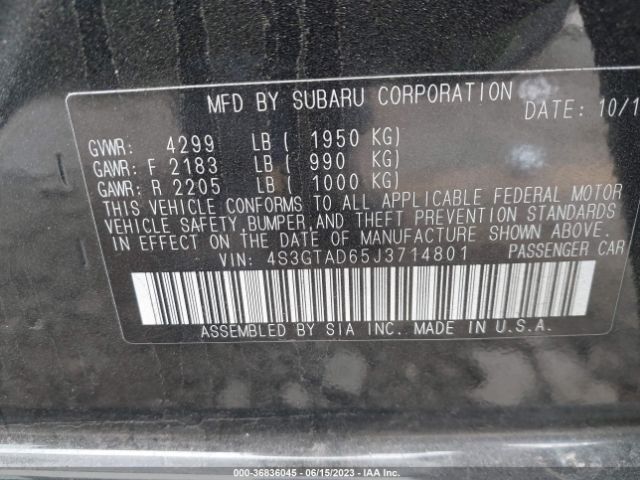 MFD BY SUBARU CORPORATION
DATE: 10/1
GVWR: 4299 LB ( 1950 KG)
GAWR: F 2183 LB ( 990 KG)
GAWR: R 2205 LB ( 1000 KG)
THIS VEHICLE CONFORMS TO ALL APPLICABLE FEDERAL MOTOR
VEHICLE SAFETY,BUMPER,AND THEFT PREVENTION STANDARDS
IN EFFECT ON THE DATE OF MANUFACTURE SHOWN ABOVE.
VIN: 4S3GTAD65J3714801 PASSENGER CAR
ASSEMBLED BY SIA INC. MADE IN U.S.A.
000-36836045 - 06/15/2023 - IAA Inc.